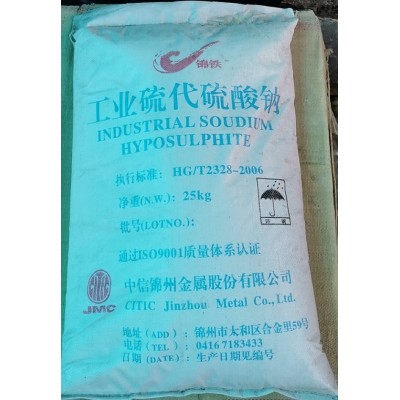 锦铁
工业硫代硫酸钠
INDUSTRIAL SOUDIUM
HYPOSULPHITE
执行标准: HG/T2328-2006
净重(N.W.): 25kg
批号(LOTNO.):
通过ISO9001质量体系认证
中信锦州金属股份有限公司
CITIC Jinzhou Metal Co.,Ltd.
JMC
地址(ADD): 锦州市太和区合金里59号
电话(TEL): 0416 7183433
日期(DATE): 生产日期见编号